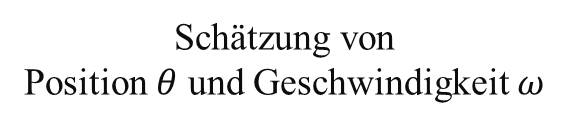 Schätzung von
Position θ und Geschwindigkeit ω